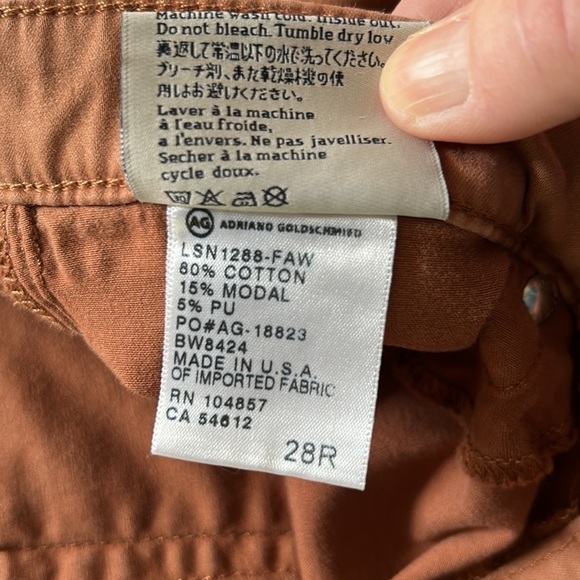 Machine wash cold. Inside out.
Do not bleach. Tumble dry low
裏返して常温以下の水で洗ってください。
ブリーチ剤、また乾燥機の使
用はお避けください。
Laver à la machine
à l'eau froide,
a l'envers. Ne pas javelliser.
Secher à la machine
cycle doux.
AG ADRIANO GOLDSCHMIED
LSN1288-FAW
80% COTTON
15% MODAL
5% PU
PO#AG-18823
BW8424
MADE IN U.S.A.
OF IMPORTED FABRIC
RN 104857
CA 54612
28R